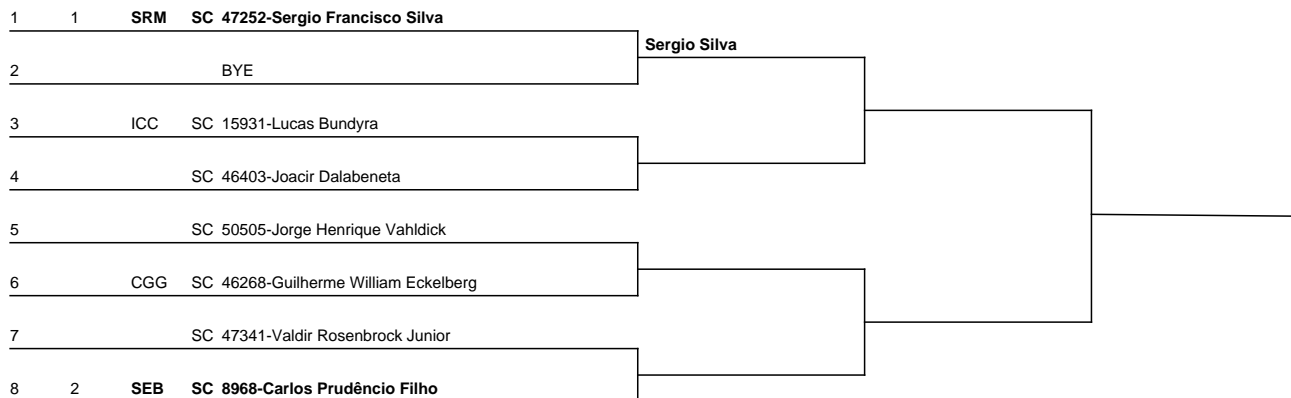 1 1 SRM SC 47252-Sergio Francisco Silva
Sergio Silva
2 BYE
3 ICC SC 15931-Lucas Bundyra
4 SC 46403-Joacir Dalabeneta
5 SC 50505-Jorge Henrique Vahldick
6 CGG SC 46268-Guilherme William Eckelberg
7 SC 47341-Valdir Rosenbrock Junior
8 2 SEB SC 8968-Carlos Prudêncio Filho